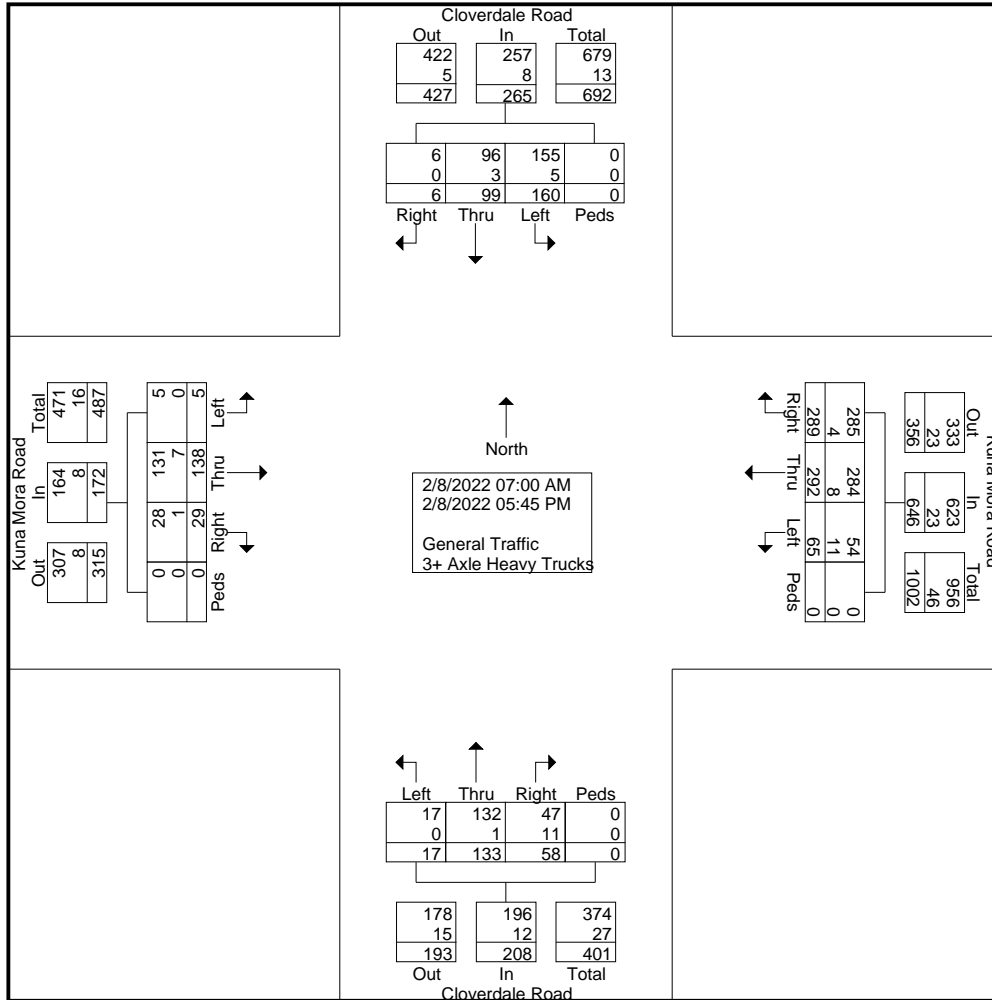 Cloverdale Road
Out In Total
422 257 679
5 8 13
427 265 692
6 96 155 0
0 3 5 0
6 99 160 0
Right Thru Left Peds
Kuna Mora Road
Total In Out
471 164 307
16 8 8
487 172 315
5 131 28 0
0 7 1 0
5 138 29 0
Left Thru Right Peds
North
2/8/2022 07:00 AM
2/8/2022 05:45 PM
General Traffic
3+ Axle Heavy Trucks
Kuna Mora Road
Out In Total
333 623 956
23 23 46
356 646 1002
285 284 54 0
4 8 11 0
289 292 65 0
Right Thru Left Peds
Left Thru Right Peds
17 132 47 0
0 1 11 0
17 133 58 0
178 196 374
15 12 27
193 208 401
Out In Total
Cloverdale Road